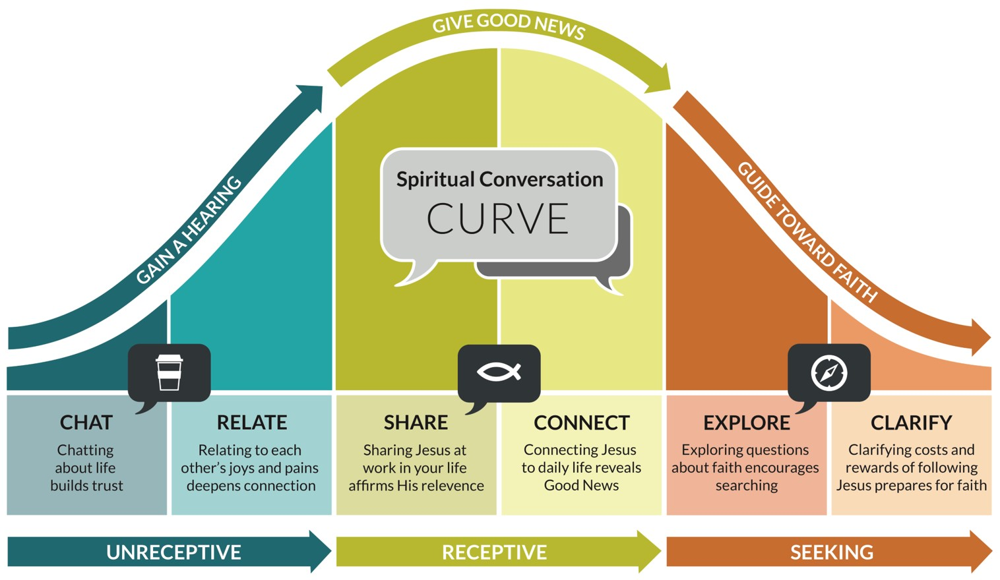 GIVE GOOD NEWS
GAIN A HEARING
GUIDE TOWARD FAITH
Spiritual Conversation
CURVE
CHAT
Chatting
about life
builds trust
RELATE
Relating to each
other’s joys and pains
deepens connection
SHARE
Sharing Jesus at
work in your life
affirms His relevence
CONNECT
Connecting Jesus
to daily life reveals
Good News
EXPLORE
Exploring questions
about faith encourages
searching
CLARIFY
Clarifying costs and
rewards of following
Jesus prepares for faith
UNRECEPTIVE
RECEPTIVE
SEEKING